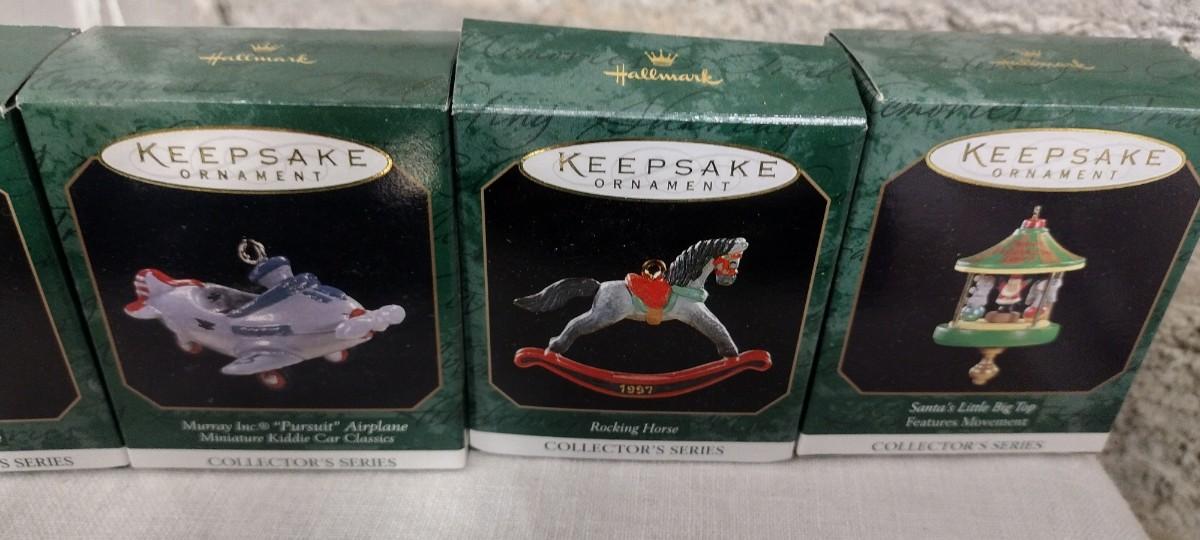 S SERIES
Hallmark
KEEPSAKE
ORNAMENT
Murray Inc.® "Pursuit" Airplane
Miniature Kiddie Car Classics
COLLECTOR'S SERIES
Hallmark
KEEPSAKE
ORNAMENT
1997
Rocking Horse
COLLECTOR'S SERIES
Hallmark
Memories
KEEPSAKE
ORNAMENT
Santa's Little Big Top
Features Movement
COLLECTOR'S SERIES